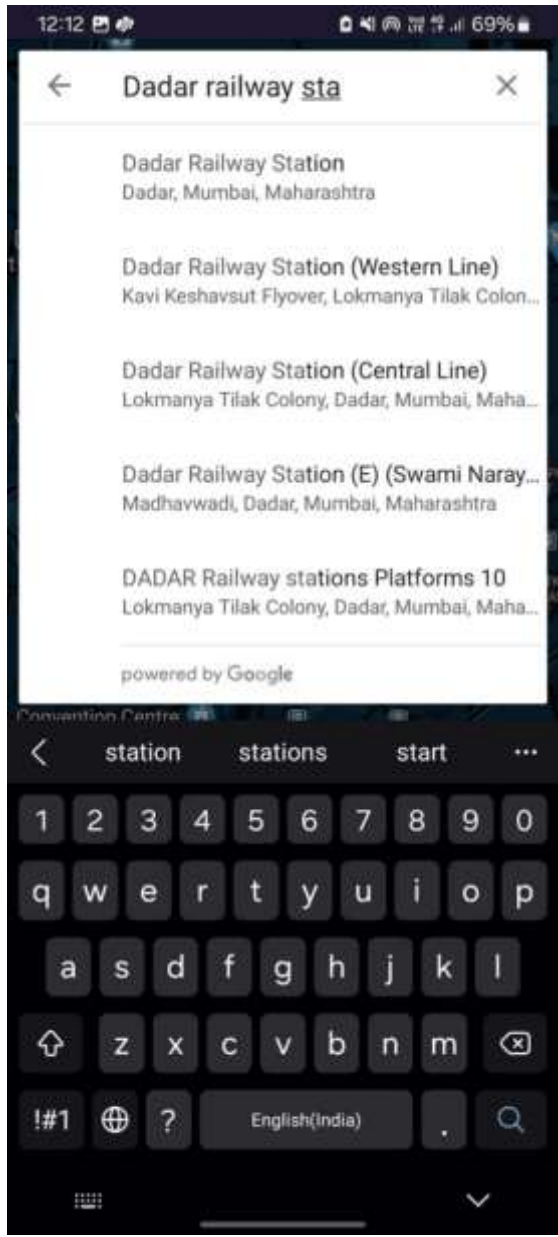 12:12 69%
Dadar railway sta
Dadar Railway Station
Dadar, Mumbai, Maharashtra
Dadar Railway Station (Western Line)
Kavi Keshavsut Flyover, Lokmanya Tilak Colon...
Dadar Railway Station (Central Line)
Lokmanya Tilak Colony, Dadar, Mumbai, Maha...
Dadar Railway Station (E) (Swami Naray...
Madhavwadi, Dadar, Mumbai, Maharashtra
DADAR Railway stations Platforms 10
Lokmanya Tilak Colony, Dadar, Mumbai, Maha...
powered by Google
Convention Centre
station stations start
1 2 3 4 5 6 7 8 9 0
q w e r t y u i o p
a s d f g h j k l
z x c v b n m
!#1 ? English(India) .